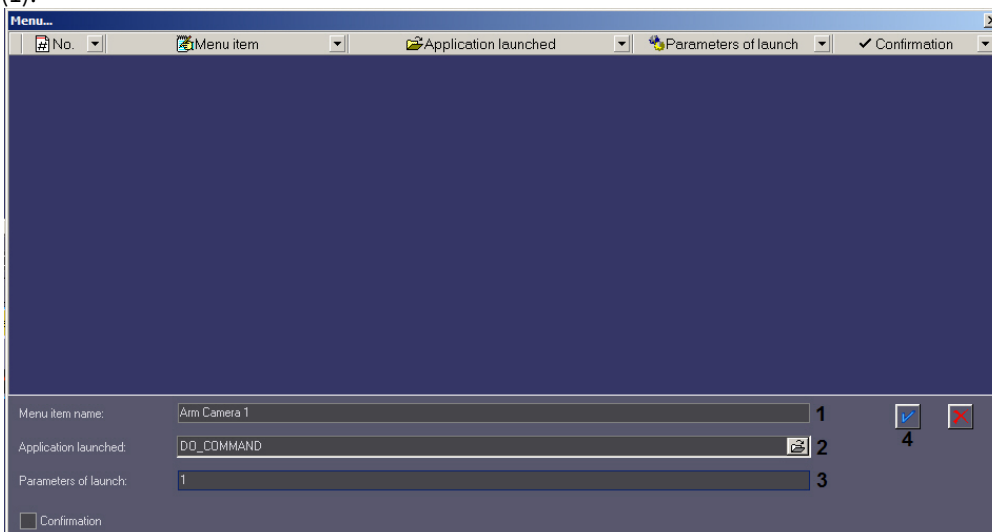 (2).
Menu...
No. Menu item Application launched Parameters of launch Confirmation
Menu item name: Arm Camera 1 1
Application launched: DO_COMMAND 2
Parameters of launch: 1 3
4
Confirmation